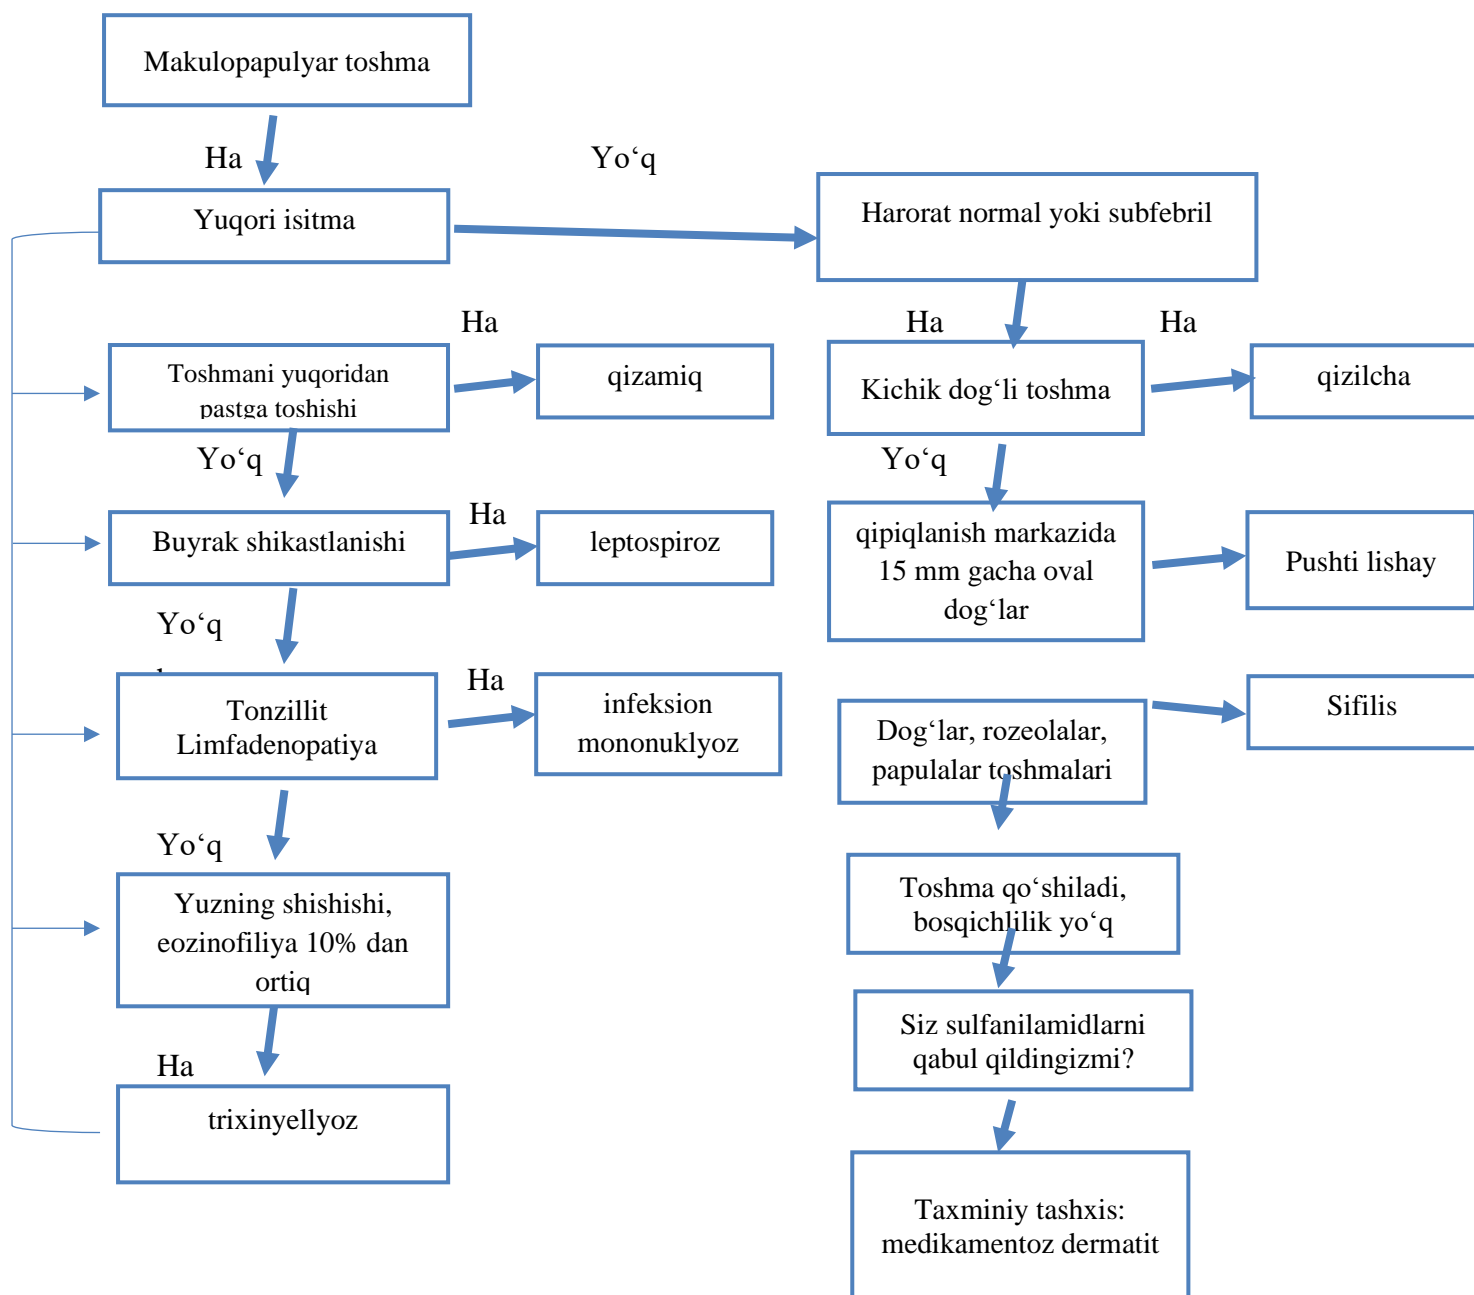 Makulopapulyar toshma
Ha
Yo‘q
Yuqori isitma
Harorat normal yoki subfebril
Ha
Ha
Ha
Toshmani yuqoridan
pastga toshishi
qizamiq
Kichik dog‘li toshma
qizilcha
Yo‘q
Yo‘q
Buyrak shikastlanishi
Ha
leptospiroz
qipiqlanish markazida
15 mm gacha oval
dog‘lar
Pushti lishay
Yo‘q
Tonzillit
Limfadenopatiya
Ha
infeksion
mononuklyoz
Dog‘lar, rozeolalar,
papulalar toshmalari
Sifilis
Yo‘q
Yuzning shishishi,
eozinofiliya 10% dan
ortiq
Toshma qo‘shiladi,
bosqichlilik yo‘q
Ha
trixinyellyoz
Siz sulfanilamidlarni
qabul qildingizmi?
Taxminiy tashxis:
medikamentoz dermatit